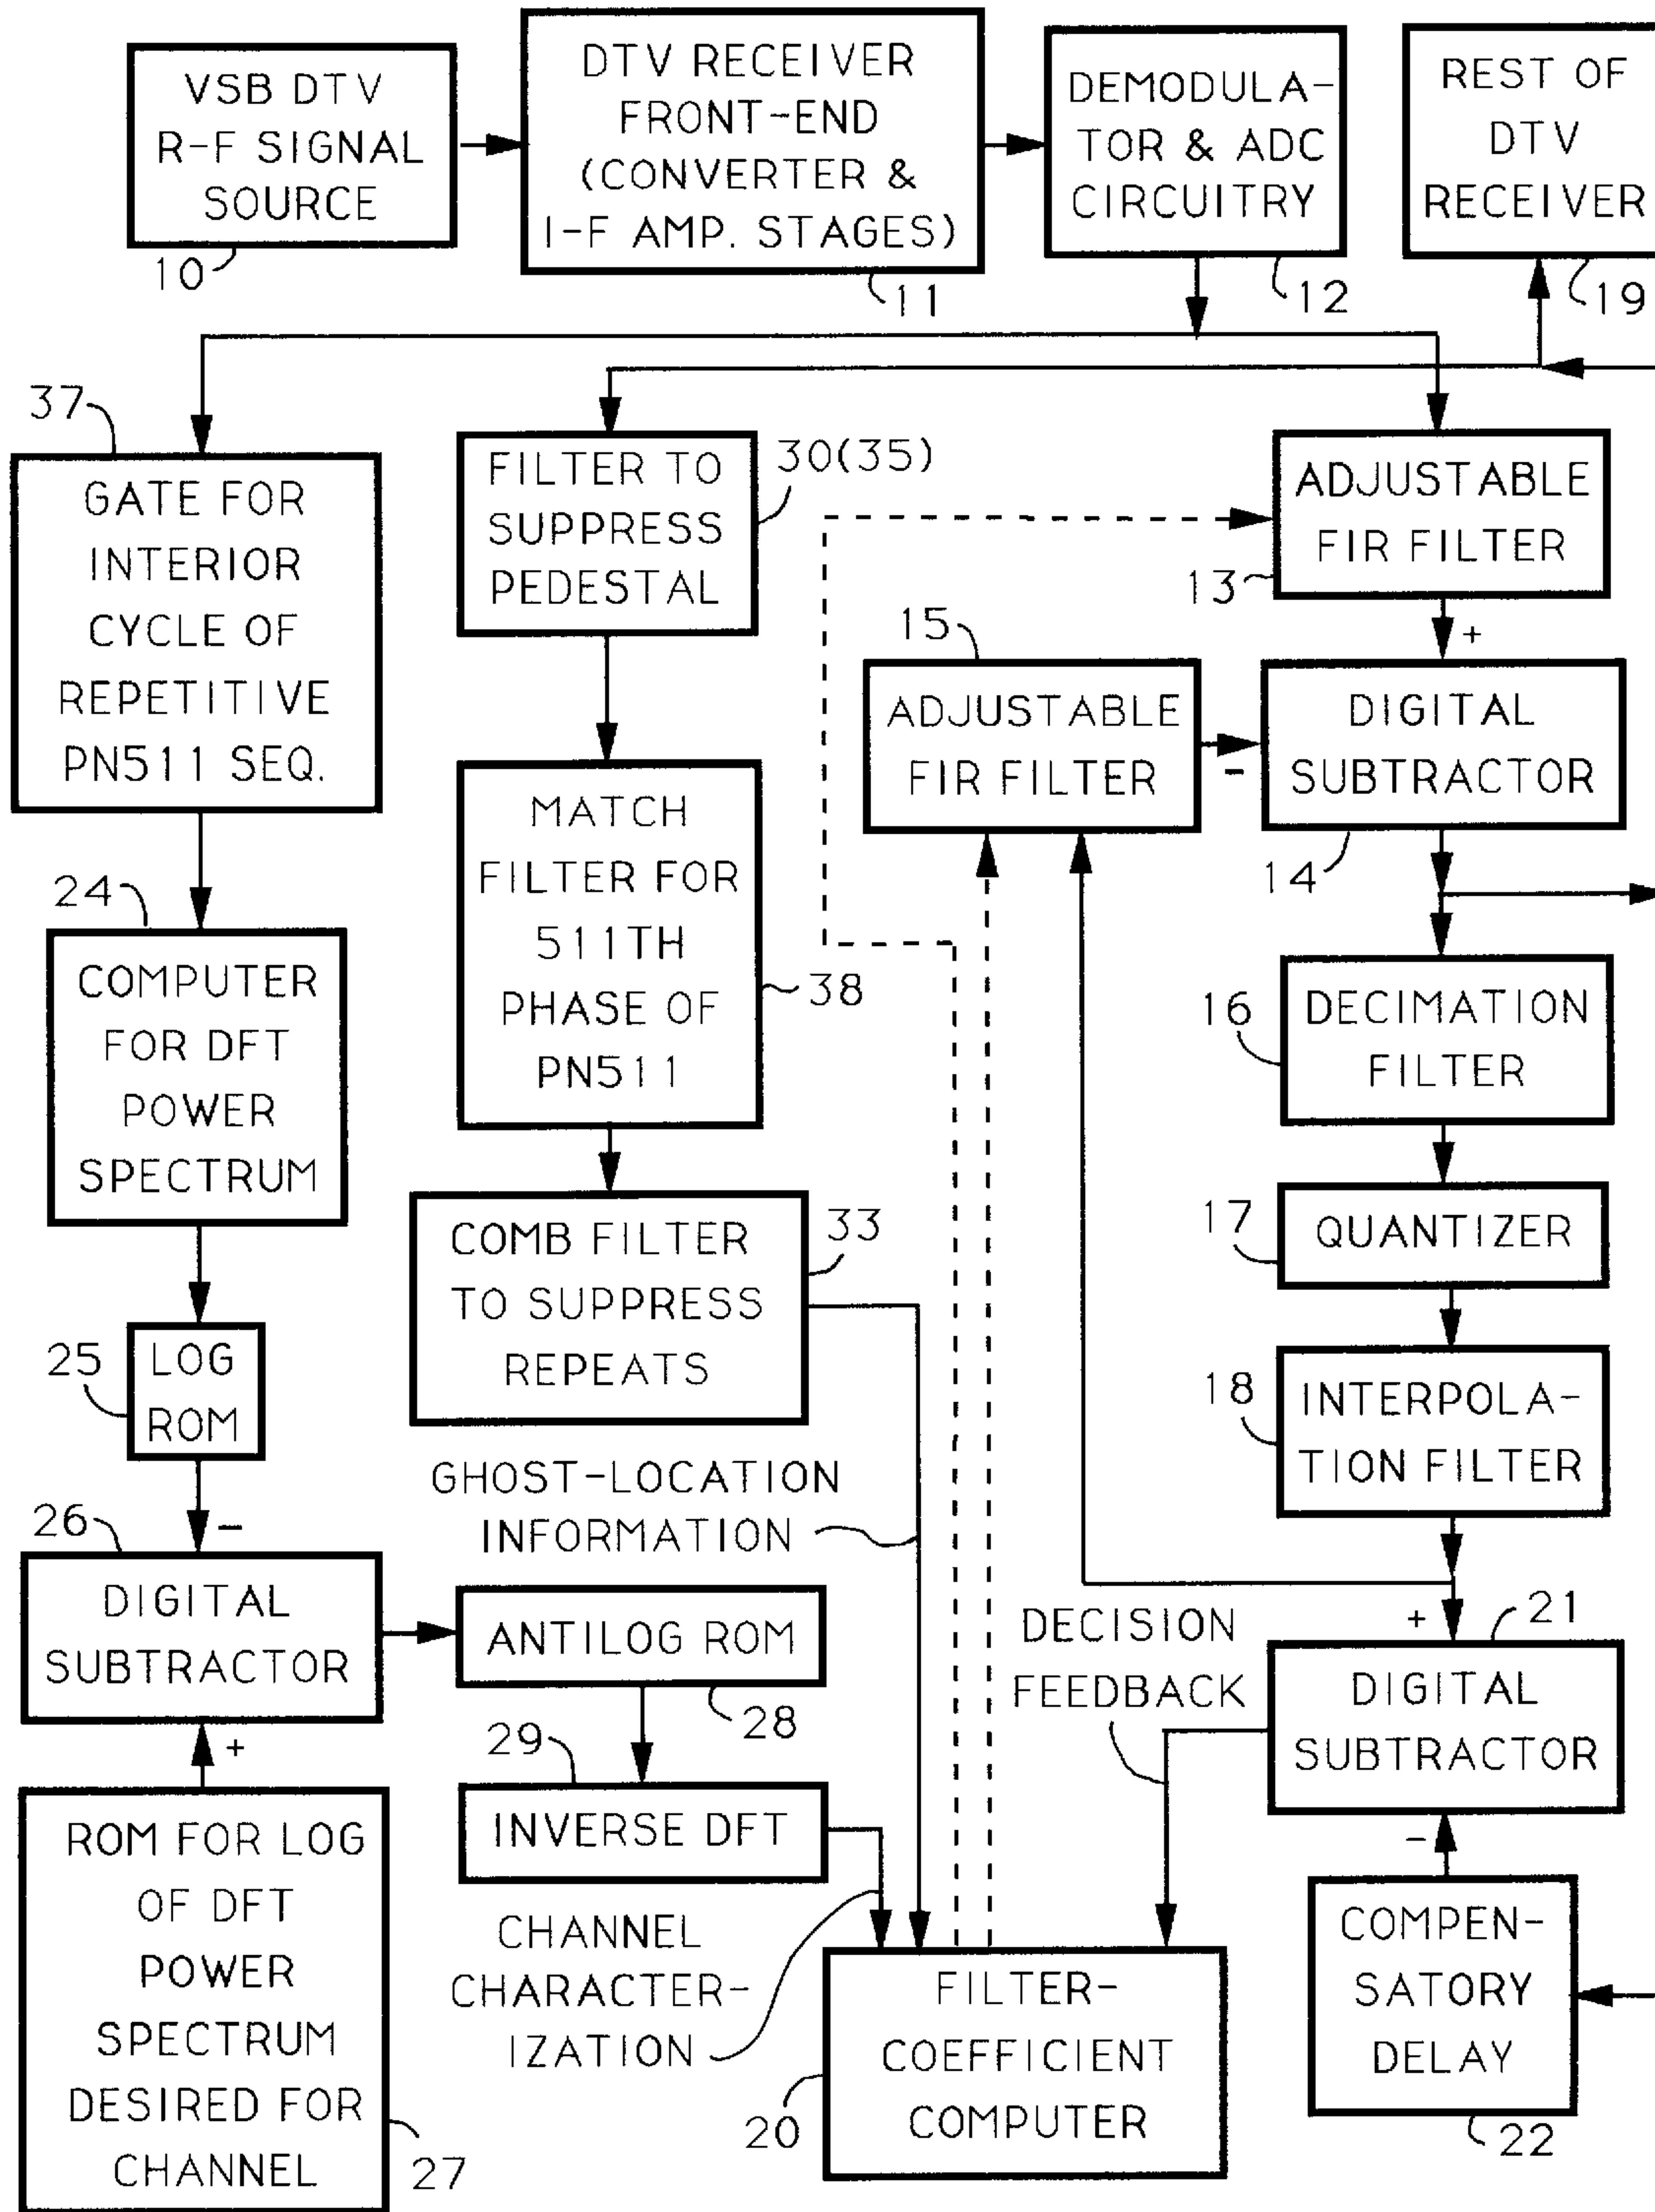 VSB DTV
R-F SIGNAL
SOURCE
10
DTV RECEIVER
FRONT-END
(CONVERTER &
I-F AMP. STAGES)
11
DEMODULA-
TOR & ADC
CIRCUITRY
12
REST OF
DTV
RECEIVER
19
37
GATE FOR
INTERIOR
CYCLE OF
REPETITIVE
PN511 SEQ.
FILTER TO
SUPPRESS
PEDESTAL
30(35)
ADJUSTABLE
FIR FILTER
13
+
15
ADJUSTABLE
FIR FILTER
-
DIGITAL
SUBTRACTOR
14
MATCH
FILTER FOR
511TH
PHASE OF
PN511
38
24
COMPUTER
FOR DFT
POWER
SPECTRUM
16
DECIMATION
FILTER
COMB FILTER
TO SUPPRESS
REPEATS
33
17
QUANTIZER
25
LOG
ROM
18
INTERPOLA-
TION FILTER
GHOST-LOCATION
INFORMATION
26
-
DIGITAL
SUBTRACTOR
+
ANTILOG ROM
28
DECISION
FEEDBACK
+
21
DIGITAL
SUBTRACTOR
-
29
INVERSE DFT
ROM FOR LOG
OF DFT
POWER
SPECTRUM
DESIRED FOR
CHANNEL
27
CHANNEL
CHARACTER-
IZATION
20
FILTER-
COEFFICIENT
COMPUTER
COMPEN-
SATORY
DELAY
22